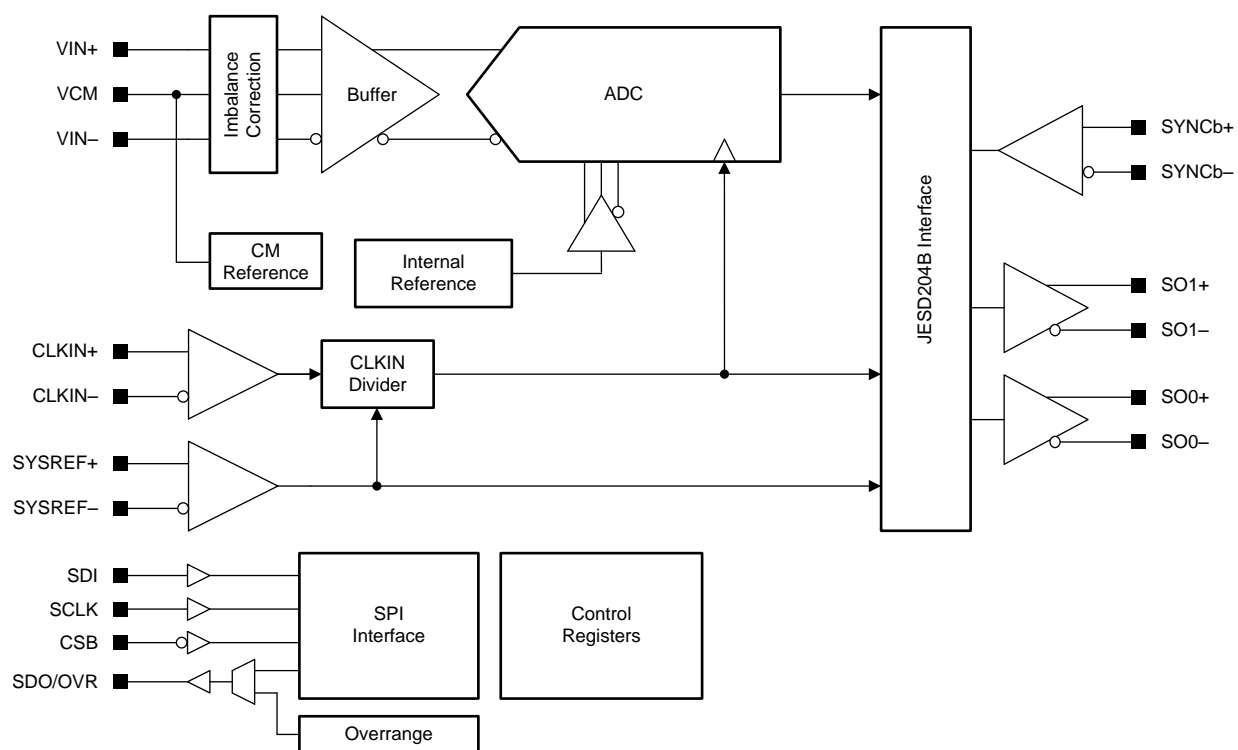 VIN+
VCM
VIN–
Imbalance
Correction
Buffer
ADC
CM
Reference
Internal
Reference
CLKIN+
CLKIN–
CLKIN
Divider
SYSREF+
SYSREF–
JESD204B Interface
SYNCb+
SYNCb–
SO1+
SO1–
SO0+
SO0–
SDI
SCLK
CSB
SDO/OVR
SPI
Interface
Control
Registers
Overrange